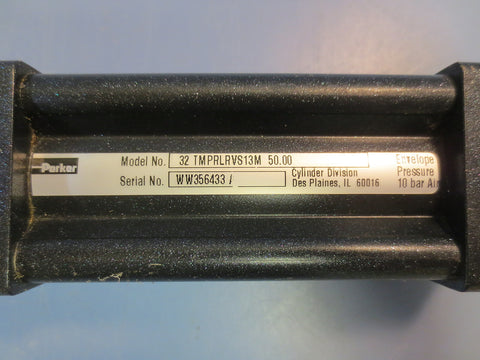 Parker
Model No. 32 TMPRLRVS13M 50.00
Serial No. WW356433 /
Cylinder Division
Des Plaines, IL 60016
Envelope
Pressure
10 bar Air